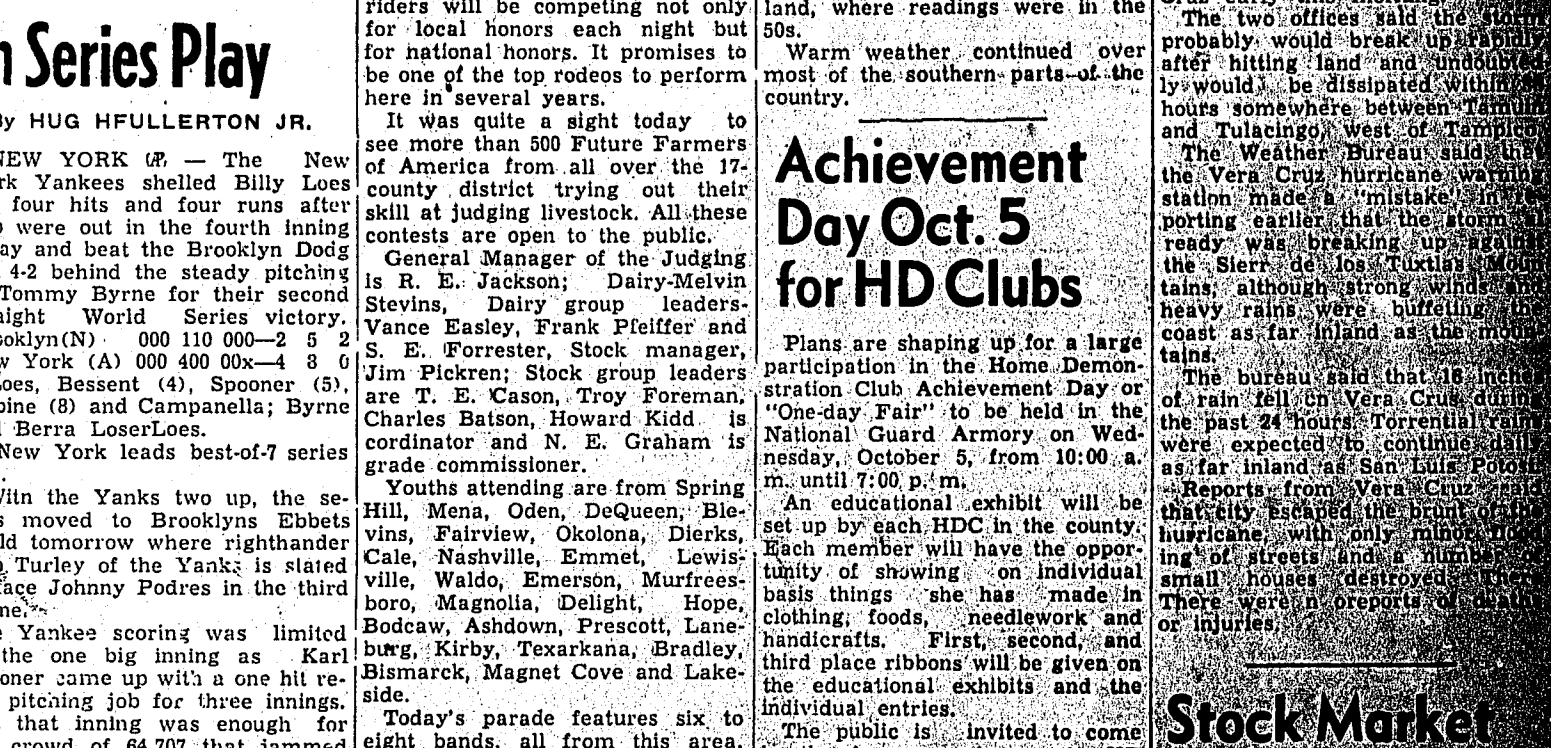 Series Play
By HUG HFULLERTON JR.
NEW YORK (AP) — The New
rk Yankees shelled Billy Loes
four hits and four runs after
were out in the fourth inning
ay and beat the Brooklyn Dodg
4-2 behind the steady pitching
Tommy Byrne for their second
aight World Series victory.
ooklyn(N) 000 110 000—2 5 2
w York (A) 000 400 00x—4 8 0
oes, Bessent (4), Spooner (5),
bine (8) and Campanella; Byrne
Berra LoserLoes.
New York leads best-of-7 series
With the Yanks two up, the se-
s moved to Brooklyns Ebbets
ld tomorrow where righthander
Turley of the Yanks is slated
face Johnny Podres in the third
me.
e Yankee scoring was limited
the one big inning as Karl
oner came up with a one hit re-
pitching job for three innings.
that inning was enough for
crowd of 64,707 that jammed
riders will be competing not only
for local honors each night but
for national honors. It promises to
be one of the top rodeos to perform
here in several years.
It was quite a sight today to
see more than 500 Future Farmers
of America from all over the 17-
county district trying out their
skill at judging livestock. All these
contests are open to the public.
General Manager of the Judging
is R. E. Jackson; Dairy-Melvin
Stevins, Dairy group leaders-
Vance Easley, Frank Pfeiffer and
S. E. Forrester, Stock manager,
Jim Pickren; Stock group leaders
are T. E. Cason, Troy Foreman,
Charles Batson, Howard Kidd is
cordinator and N. E. Graham is
grade commissioner.
Youths attending are from Spring
Hill, Mena, Oden, DeQueen, Ble-
vins, Fairview, Okolona, Dierks,
Cale, Nashville, Emmet, Lewis-
ville, Waldo, Emerson, Murfrees-
boro, Magnolia, Delight, Hope,
Bodcaw, Ashdown, Prescott, Lane-
burg, Kirby, Texarkana, Bradley,
Bismarck, Magnet Cove and Lake-
side.
Today's parade features six to
eight bands, all from this area,
land, where readings were in the
50s.
Warm weather continued over
most of the southern parts of the
country.
Achievement
Day Oct. 5
for HD Clubs
Plans are shaping up for a large
participation in the Home Demon-
stration Club Achievement Day or
"One-day Fair" to be held in the
National Guard Armory on Wed-
nesday, October 5, from 10:00 a.
m. until 7:00 p. m.
An educational exhibit will be
set up by each HDC in the county.
Each member will have the oppor-
tunity of showing on individual
basis things she has made in
clothing, foods, needlework and
handicrafts. First, second, and
third place ribbons will be given on
the educational exhibits and the
individual entries.
The public is invited to come
The two offices said the storm
probably would break up rapidly
after hitting land and undoubted-
ly would be dissipated within
hours somewhere between Tamuin
and Tulacingo, west of Tampico.
The Weather Bureau said that
the Vera Cruz hurricane warning
station made a "mistake" in re-
porting earlier that the storm al
ready was breaking up against
the Sierr de los Tuxtlas Moun
tains, although strong winds and
heavy rains were buffeting the
coast as far inland as the moun-
tains.
The bureau said that 16 inches
of rain fell on Vera Crus during
the past 24 hours. Torrential rains
were expected to continue daily
as far inland as San Luis Potosi.
Reports from Vera Cruz said
that city escaped the brunt of the
hurricane, with only minor flood
ing of streets and a number of
small houses destroyed. There
There were n oreports of deaths
or injuries.
Stock Market